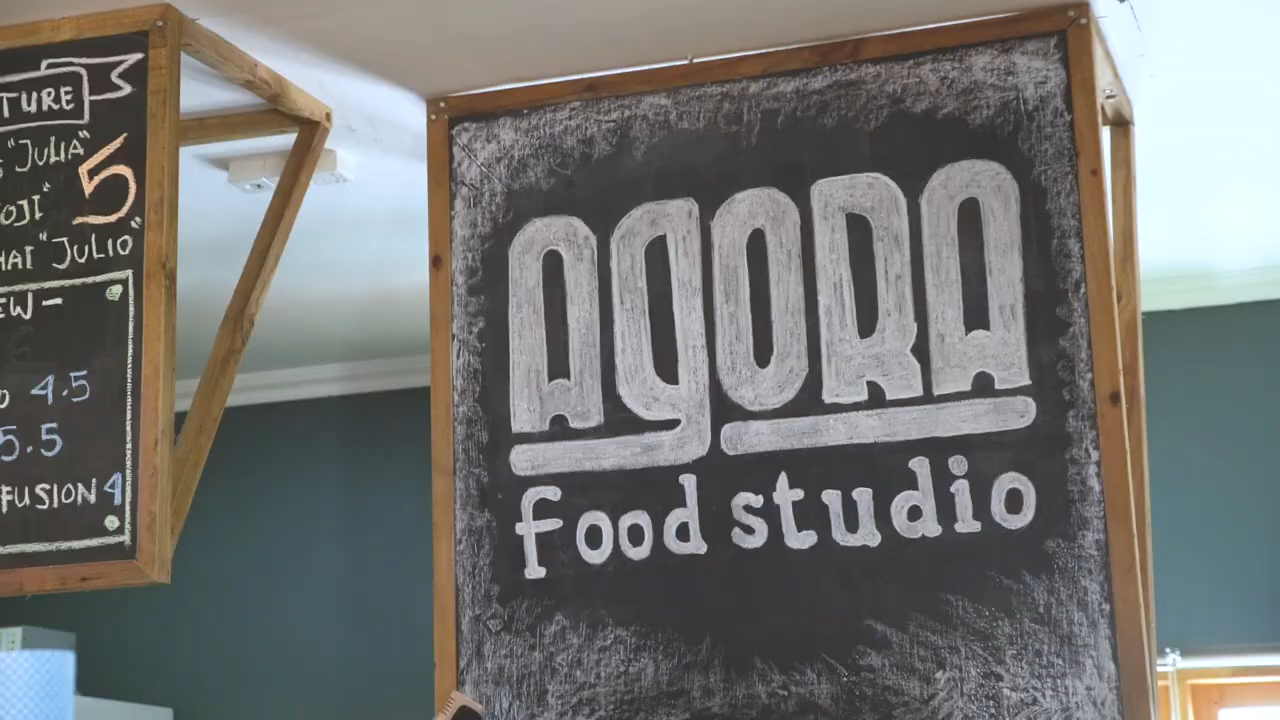 TURE
"JULIA"
5
OJI"
HAI "JULIO"
EW-
4.5
5.5
FUSION 4
AGORA
food studio